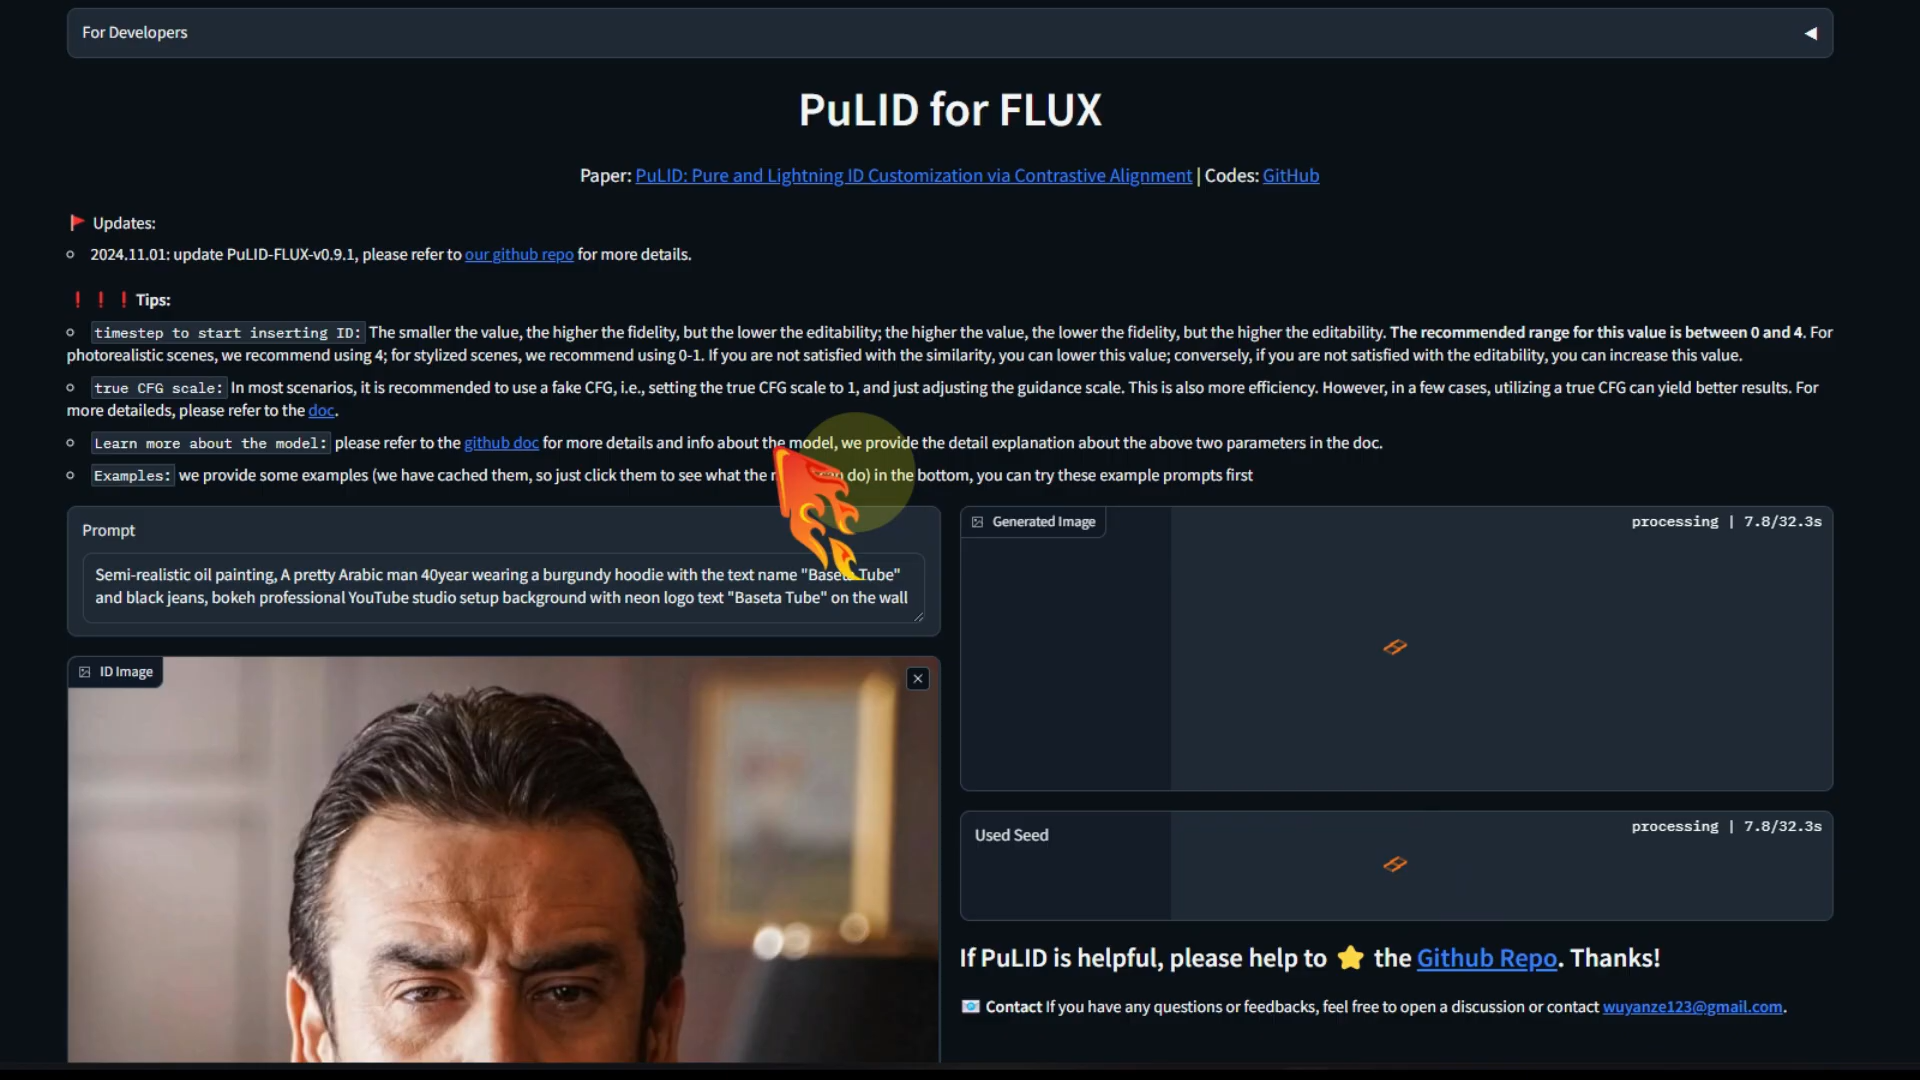 For Developers
PuLID for FLUX
Paper: PuLID: Pure and Lightning ID Customization via Contrastive Alignment | Codes: GitHub
Updates:
2024.11.01: update PuLID-FLUX-v0.9.1, please refer to our github repo for more details.
Tips:
timestep to start inserting ID: The smaller the value, the higher the fidelity, but the lower the editability; the higher the value, the lower the fidelity, but the higher the editability. The recommended range for this value is between 0 and 4. For
photorealistic scenes, we recommend using 4; for stylized scenes, we recommend using 0-1. If you are not satisfied with the similarity, you can lower this value; conversely, if you are not satisfied with the editability, you can increase this value.
true CFG scale: In most scenarios, it is recommended to use a fake CFG, i.e., setting the true CFG scale to 1, and just adjusting the guidance scale. This is also more efficiency. However, in a few cases, utilizing a true CFG can yield better results. For
more detaileds, please refer to the doc.
Learn more about the model: please refer to the github doc for more details and info about the model, we provide the detail explanation about the above two parameters in the doc.
Examples: we provide some examples (we have cached them, so just click them to see what the can do) in the bottom, you can try these example prompts first
Prompt
Semi-realistic oil painting, A pretty Arabic man 40year wearing a burgundy hoodie with the text name "Baseta Tube"
and black jeans, bokeh professional YouTube studio setup background with neon logo text "Baseta Tube" on the wall
Generated Image
processing | 7.8/32.3s
ID Image
Used Seed
processing | 7.8/32.3s
If PuLID is helpful, please help to ⭐ the Github Repo. Thanks!
Contact If you have any questions or feedbacks, feel free to open a discussion or contact wuyanze123@gmail.com.